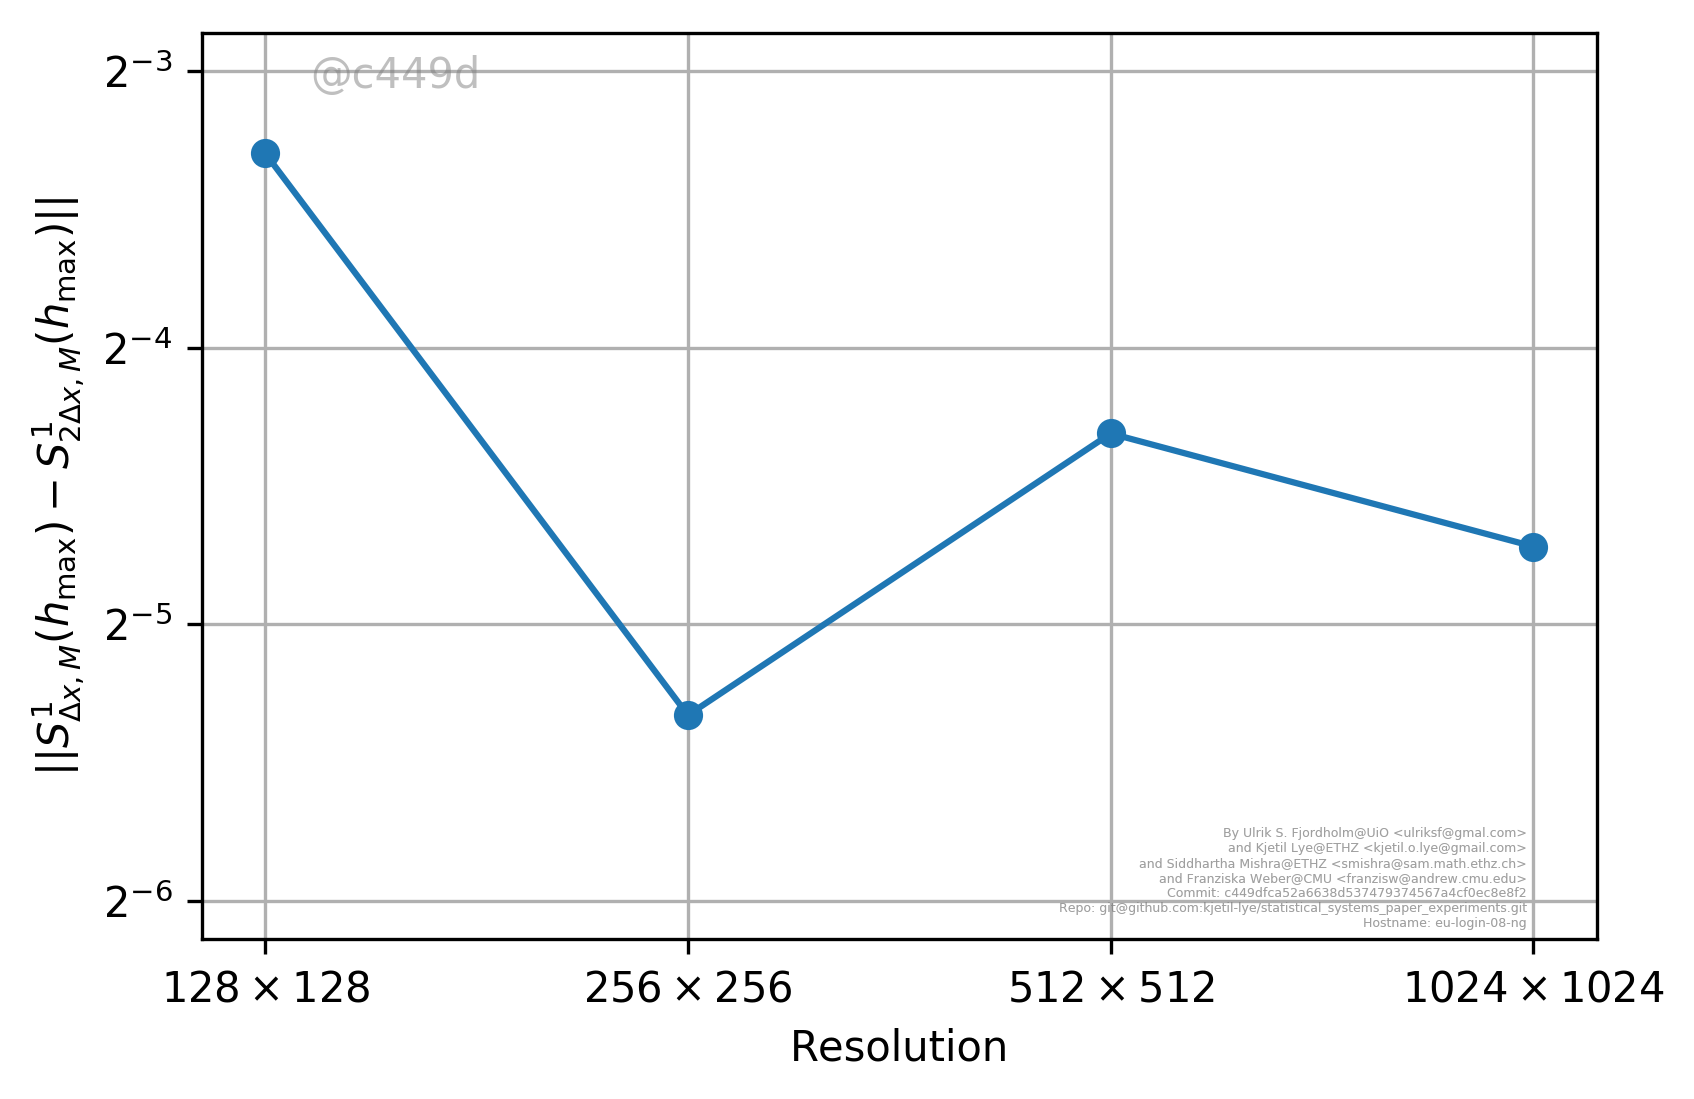 @c449d
2⁻³
2⁻⁴
2⁻⁵
2⁻⁶
||S¹_{Δx, M}(h_max) − S¹_{2Δx, M}(h_max)||
By Ulrik S. Fjordholm@UiO <ulriksf@gmal.com>
and Kjetil Lye@ETHZ <kjetil.o.lye@gmail.com>
and Siddhartha Mishra@ETHZ <smishra@sam.math.ethz.ch>
and Franziska Weber@CMU <franzisw@andrew.cmu.edu>
Commit: c449dfca52a6638d537479374567a4cf0ec8e8f2
Repo: git@github.com:kjetil-lye/statistical_systems_paper_experiments.git
Hostname: eu-login-08-ng
128 × 128 256 × 256 512 × 512 1024 × 1024
Resolution